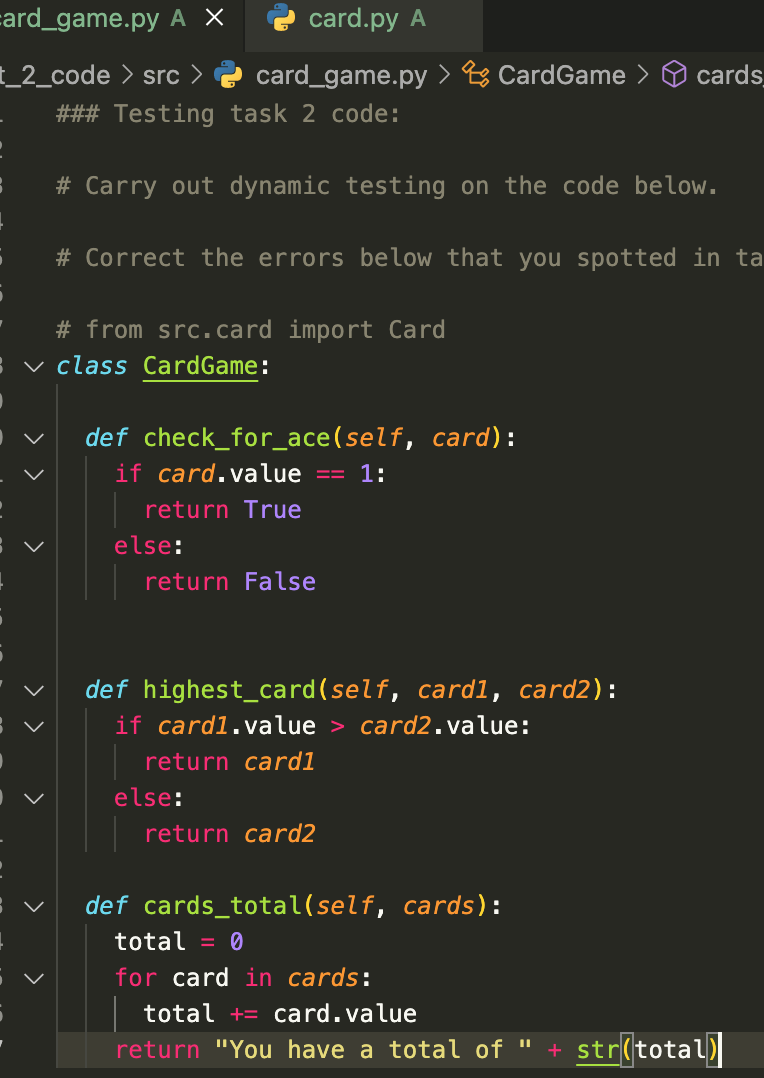 card_game.py A × card.py A
t_2_code > src > card_game.py > CardGame > cards_
### Testing task 2 code:
# Carry out dynamic testing on the code below.
# Correct the errors below that you spotted in ta
# from src.card import Card
class CardGame:
def check_for_ace(self, card):
if card.value == 1:
return True
else:
return False
def highest_card(self, card1, card2):
if card1.value > card2.value:
return card1
else:
return card2
def cards_total(self, cards):
total = 0
for card in cards:
total += card.value
return "You have a total of " + str(total)